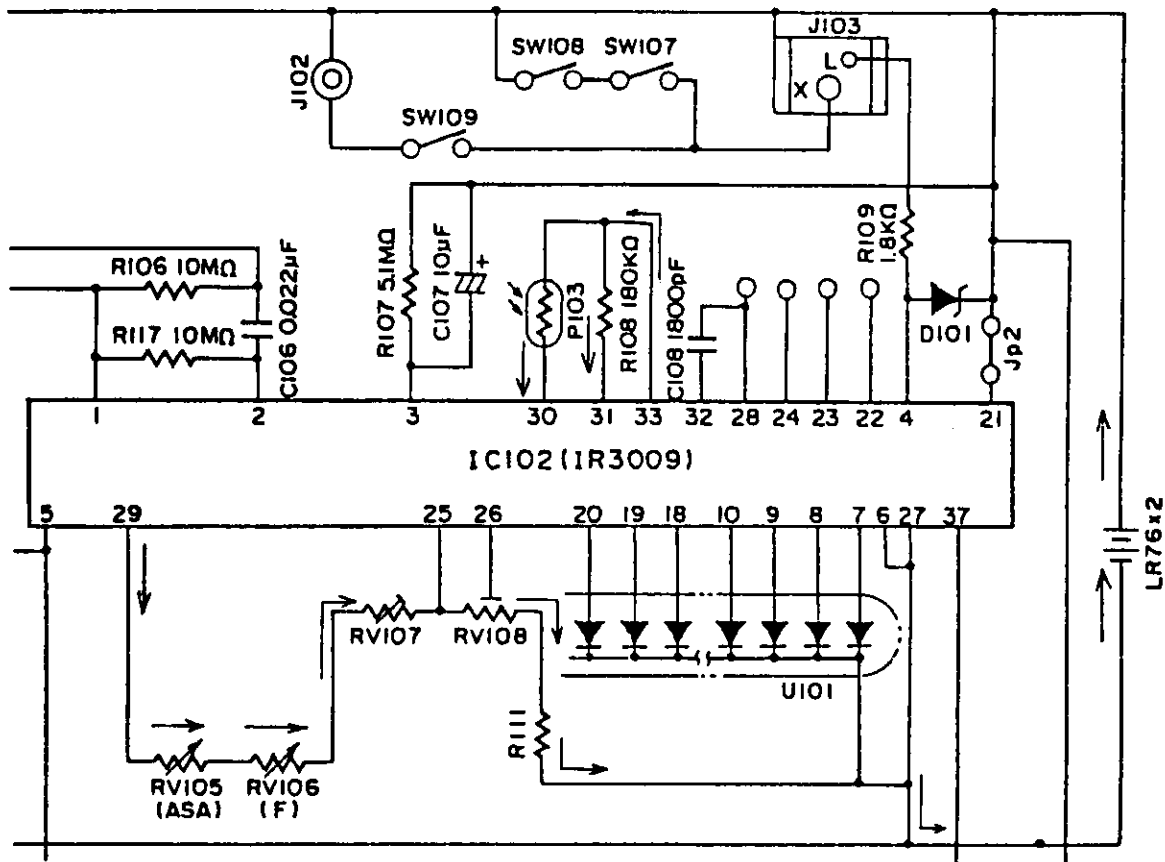 J103
SW108 SW107
L
X
J102
SW109
R109
1.8KΩ
R106 10MΩ
R117 10MΩ
C106 0.022µF
R107 5.1MΩ
C107 10µF
+
P103
R108 180KΩ
C108 1800pF
D101
Jp2
1 2 3 30 31 33 32 28 24 23 22 4 21
IC102(IR3009)
5 29 25 26 20 19 18 10 9 8 7 6 27 37
LR76x2
RV107 RV108
U101
R111
RV105 RV106
(ASA) (F)